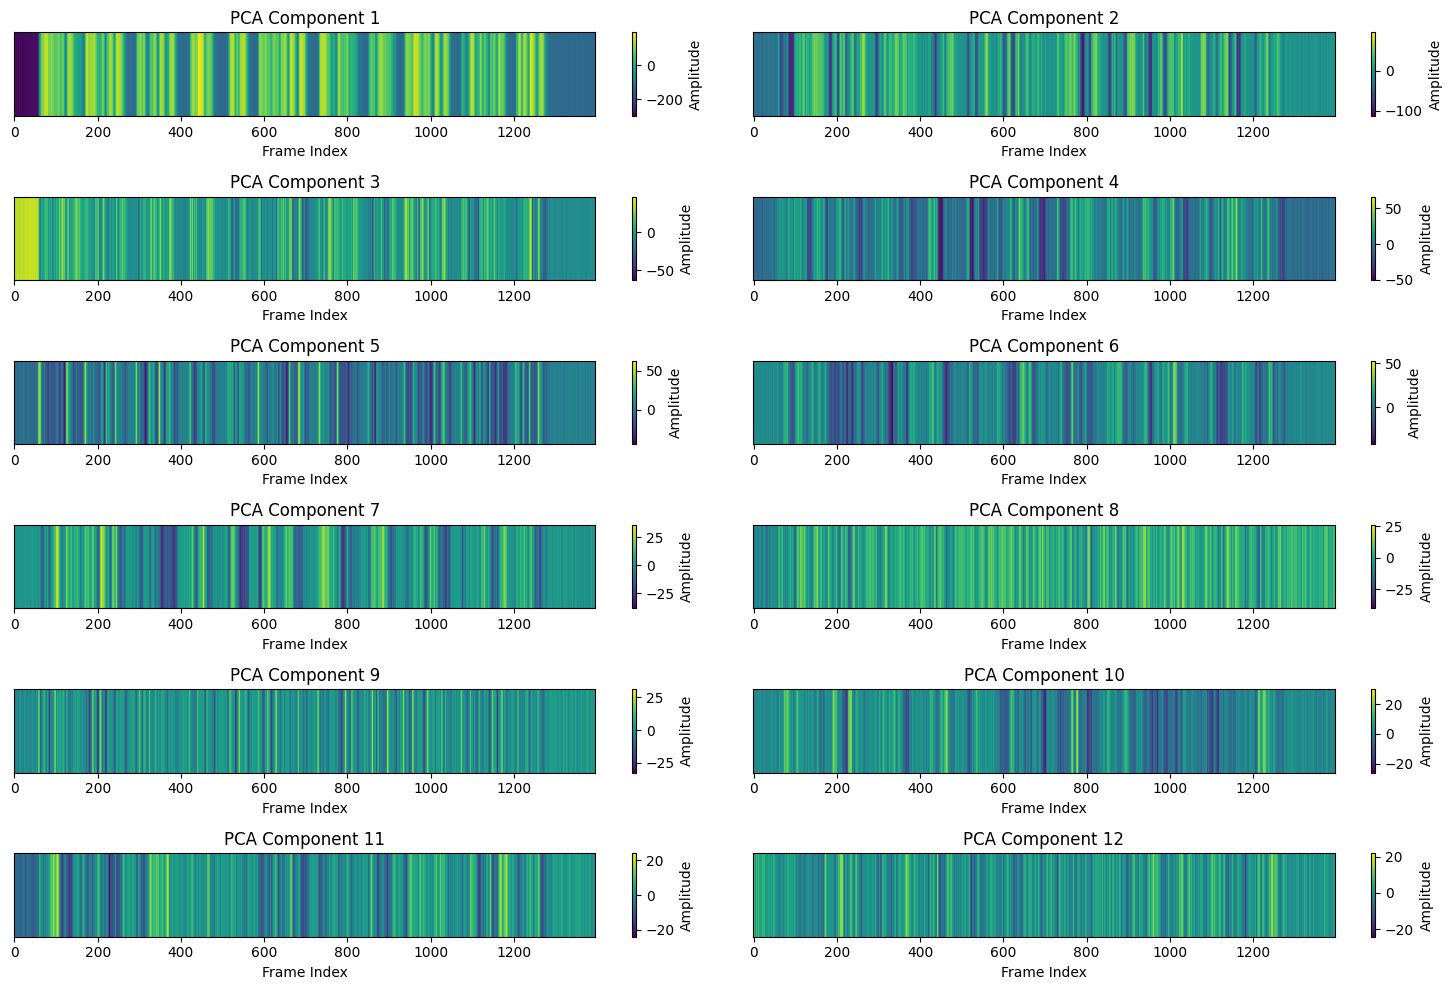 PCA Component 1
0
−200
Amplitude
0 200 400 600 800 1000 1200
Frame Index
PCA Component 2
0
−100
Amplitude
0 200 400 600 800 1000 1200
Frame Index
PCA Component 3
0
−50
Amplitude
0 200 400 600 800 1000 1200
Frame Index
PCA Component 4
50
0
−50
Amplitude
0 200 400 600 800 1000 1200
Frame Index
PCA Component 5
50
0
Amplitude
0 200 400 600 800 1000 1200
Frame Index
PCA Component 6
50
0
Amplitude
0 200 400 600 800 1000 1200
Frame Index
PCA Component 7
25
0
−25
Amplitude
0 200 400 600 800 1000 1200
Frame Index
PCA Component 8
25
0
−25
Amplitude
0 200 400 600 800 1000 1200
Frame Index
PCA Component 9
25
0
−25
Amplitude
0 200 400 600 800 1000 1200
Frame Index
PCA Component 10
20
0
−20
Amplitude
0 200 400 600 800 1000 1200
Frame Index
PCA Component 11
20
0
−20
Amplitude
0 200 400 600 800 1000 1200
Frame Index
PCA Component 12
20
0
−20
Amplitude
0 200 400 600 800 1000 1200
Frame Index